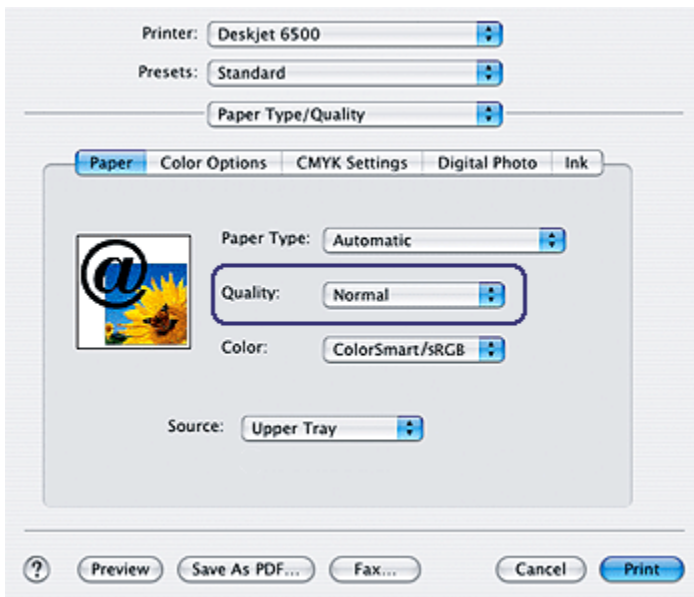 Printer: Deskjet 6500
Presets: Standard
Paper Type/Quality
Paper Color Options CMYK Settings Digital Photo Ink
Paper Type: Automatic
@
Quality: Normal
Color: ColorSmart/sRGB
Source: Upper Tray
? Preview Save As PDF... Fax... Cancel Print